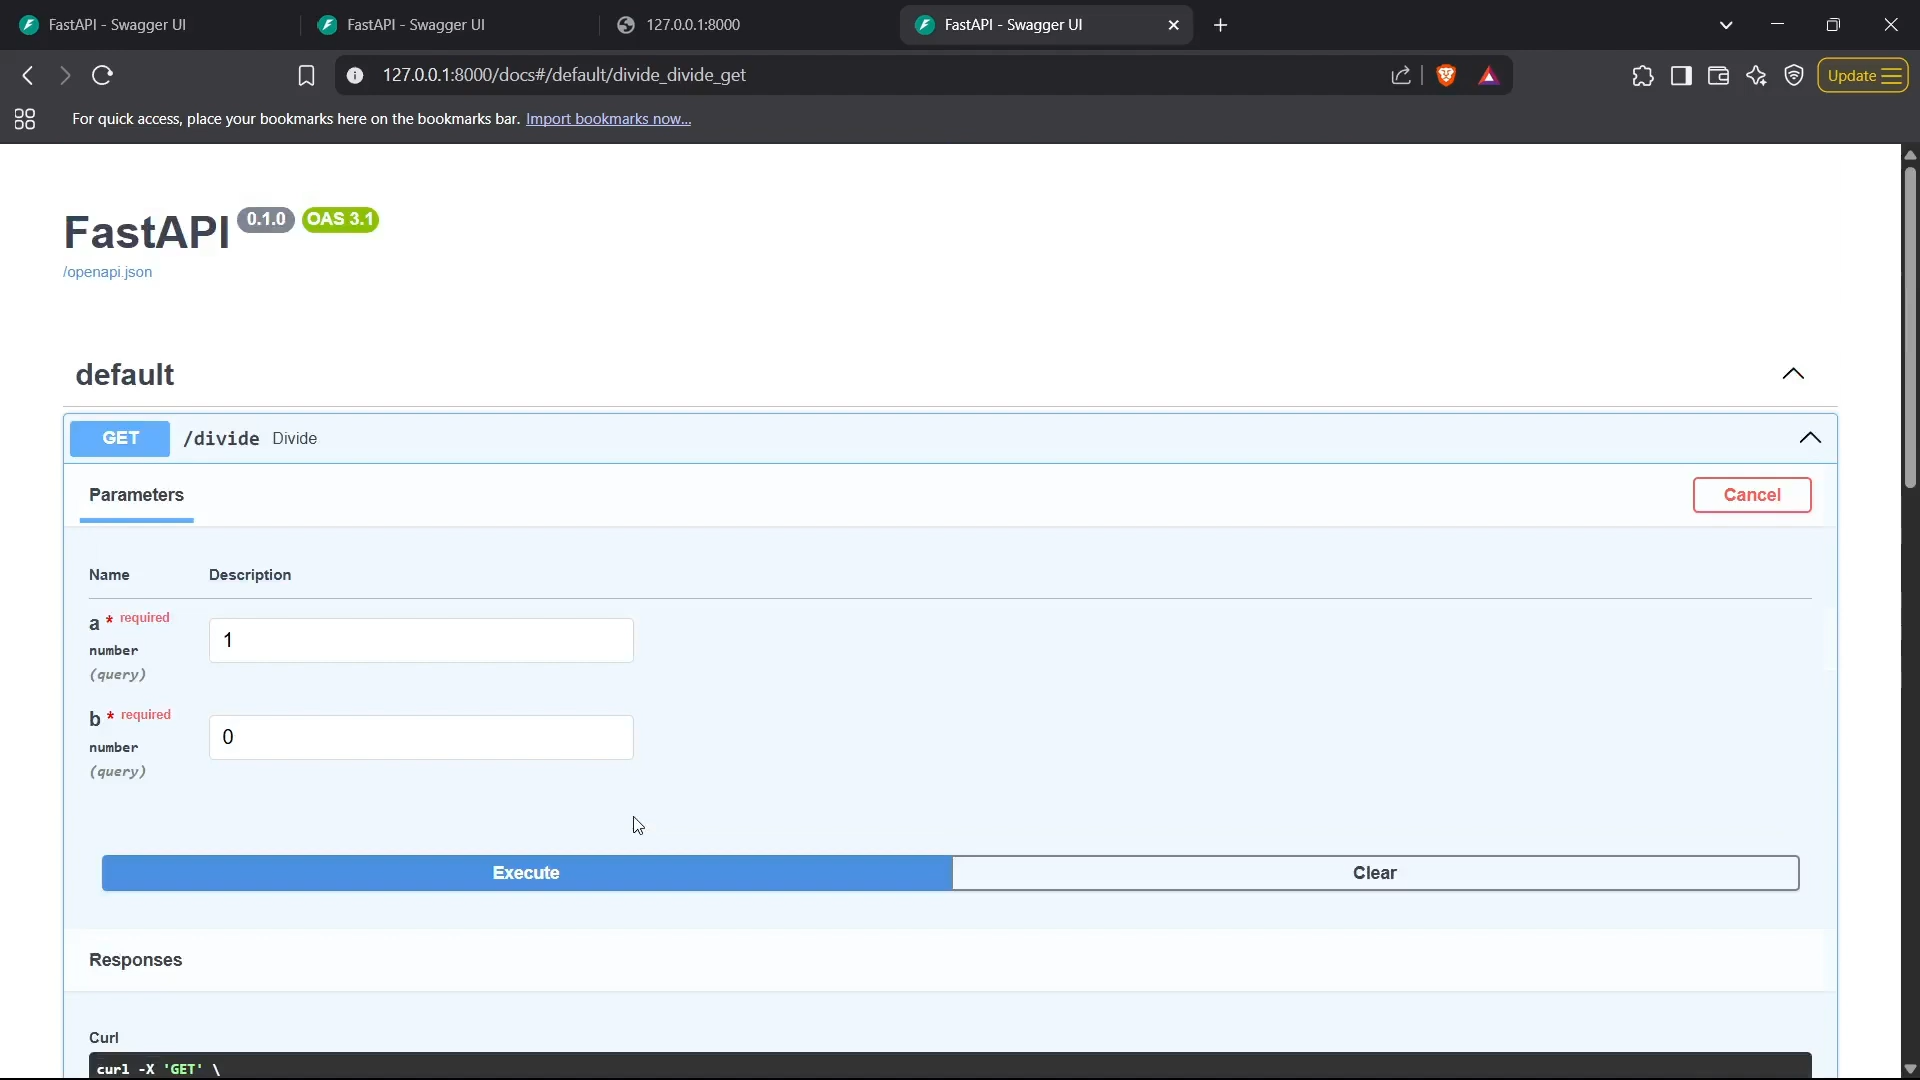 FastAPI - Swagger UI
FastAPI - Swagger UI
127.0.0.1:8000
FastAPI - Swagger UI
127.0.0.1:8000/docs#/default/divide_divide_get
Update
For quick access, place your bookmarks here on the bookmarks bar. Import bookmarks now...
FastAPI 0.1.0 OAS 3.1
/openapi.json
default
GET /divide Divide
Parameters
Cancel
Name Description
a * required
number
(query)
1
b * required
number
(query)
0
Execute
Clear
Responses
Curl
curl -X 'GET' \